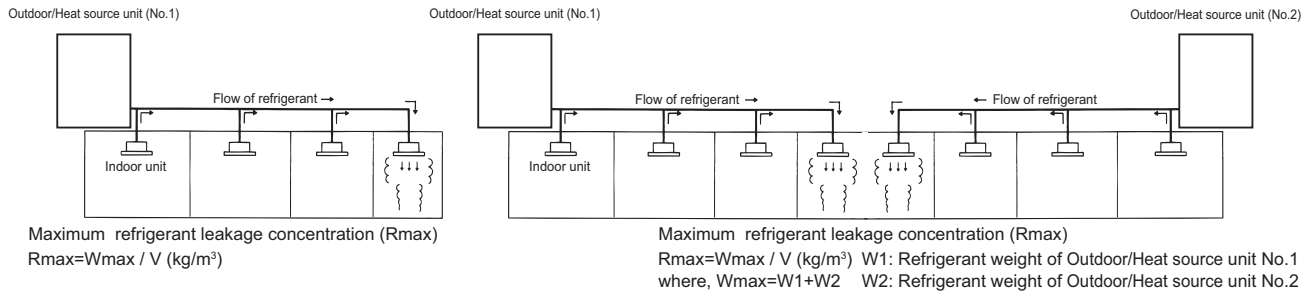 Outdoor/Heat source unit (No.1)
Flow of refrigerant →
Indoor unit
Maximum refrigerant leakage concentration (Rmax)
Rmax=Wmax / V (kg/m³)
Outdoor/Heat source unit (No.1)
Outdoor/Heat source unit (No.2)
Flow of refrigerant →
← Flow of refrigerant
Indoor unit
Maximum refrigerant leakage concentration (Rmax)
Rmax=Wmax / V (kg/m³) W1: Refrigerant weight of Outdoor/Heat source unit No.1
where, Wmax=W1+W2 W2: Refrigerant weight of Outdoor/Heat source unit No.2